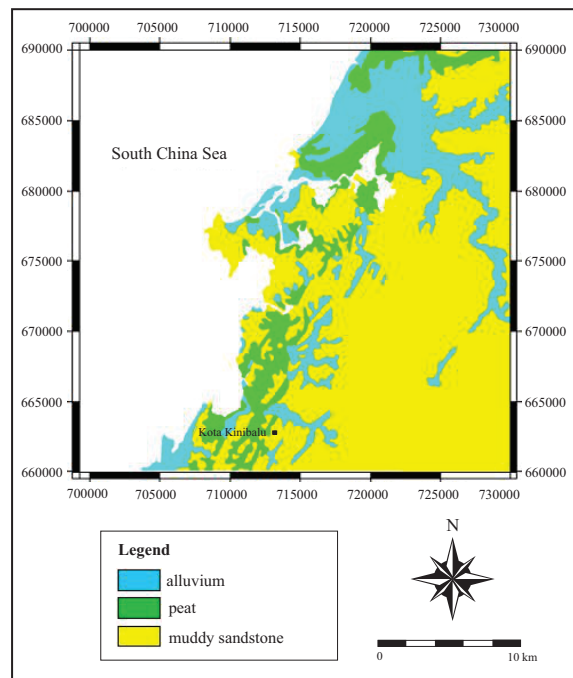 700000 705000 710000 715000 720000 725000 730000
690000 690000
685000 685000
South China Sea
680000 680000
675000 675000
670000 670000
665000 665000
Kota Kinibalu
660000 660000
700000 705000 710000 715000 720000 725000 730000
Legend
alluvium
peat
muddy sandstone
N
0 10 km